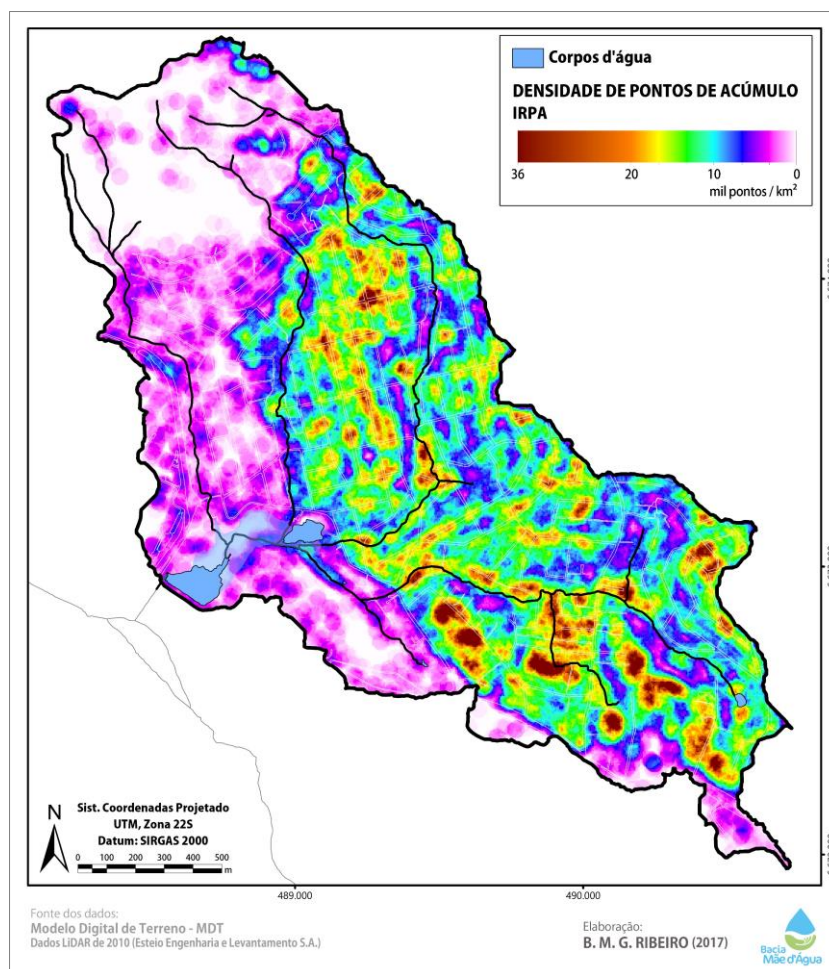 Corpos d'água
DENSIDADE DE PONTOS DE ACÚMULO
IRPA
36 20 10 0
mil pontos / km²
N
Sist. Coordenadas Projetado
UTM, Zona 22S
Datum: SIRGAS 2000
0 100 200 300 400 500
m
489.000 490.000
Fonte dos dados:
Modelo Digital de Terreno - MDT
Dados LiDAR de 2010 (Esteio Engenharia e Levantamento S.A.)
Elaboração:
B. M. G. RIBEIRO (2017)
Bacia
Mãe d'Água